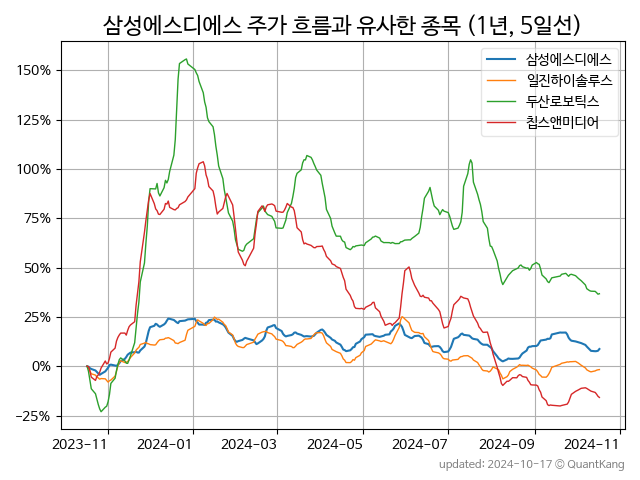 삼성에스디에스 주가 흐름과 유사한 종목 (1년, 5일선)
삼성에스디에스
일진하이솔루스
두산로보틱스
칩스앤미디어
150%
125%
100%
75%
50%
25%
0%
−25%
2023-11 2024-01 2024-03 2024-05 2024-07 2024-09 2024-11
updated: 2024-10-17 © QuantKang